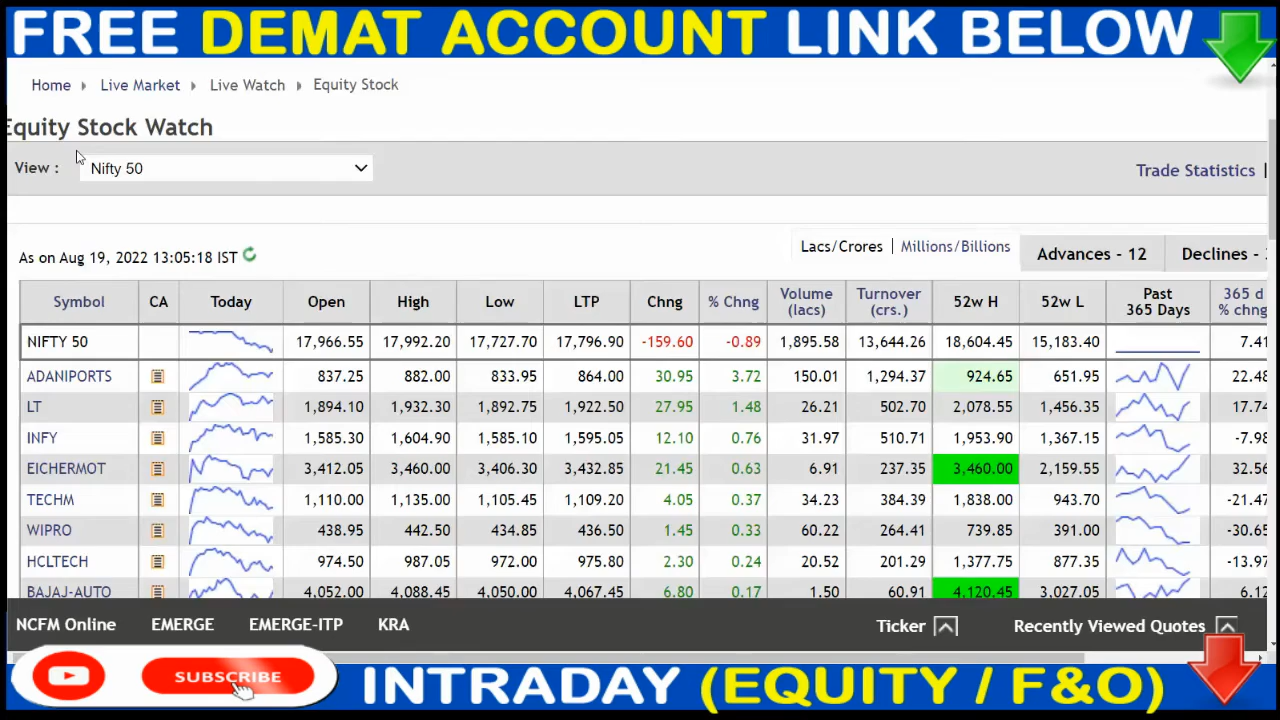 FREE DEMAT ACCOUNT LINK BELOW
Home Live Market Live Watch Equity Stock
Equity Stock Watch
View : Nifty 50
Trade Statistics
As on Aug 19, 2022 13:05:18 IST
Lacs/Crores Millions/Billions Advances - 12 Declines -
Symbol CA Today Open High Low LTP Chng % Chng Volume (lacs) Turnover (crs.) 52w H 52w L Past 365 Days 365 d % chng
NIFTY 50 17,966.55 17,992.20 17,727.70 17,796.90 -159.60 -0.89 1,895.58 13,644.26 18,604.45 15,183.40 7.41
ADANIPORTS 837.25 882.00 833.95 864.00 30.95 3.72 150.01 1,294.37 924.65 651.95 22.48
LT 1,894.10 1,932.30 1,892.75 1,922.50 27.95 1.48 26.21 502.70 2,078.55 1,456.35 17.74
INFY 1,585.30 1,604.90 1,585.10 1,595.05 12.10 0.76 31.97 510.71 1,953.90 1,367.15 -7.98
EICHERMOT 3,412.05 3,460.00 3,406.30 3,432.85 21.45 0.63 6.91 237.35 3,460.00 2,159.55 32.56
TECHM 1,110.00 1,135.00 1,105.45 1,109.20 4.05 0.37 34.23 384.39 1,838.00 943.70 -21.47
WIPRO 438.95 442.50 434.85 436.50 1.45 0.33 60.22 264.41 739.85 391.00 -30.65
HCLTECH 974.50 987.05 972.00 975.80 2.30 0.24 20.52 201.29 1,377.75 877.35 -13.97
BAJAJ-AUTO 4,052.00 4,088.45 4,050.00 4,067.45 6.80 0.17 1.50 60.91 4,120.45 3,027.05 6.12
NCFM Online EMERGE EMERGE-ITP KRA Ticker Recently Viewed Quotes
SUBSCRIBE
INTRADAY (EQUITY / F&O)